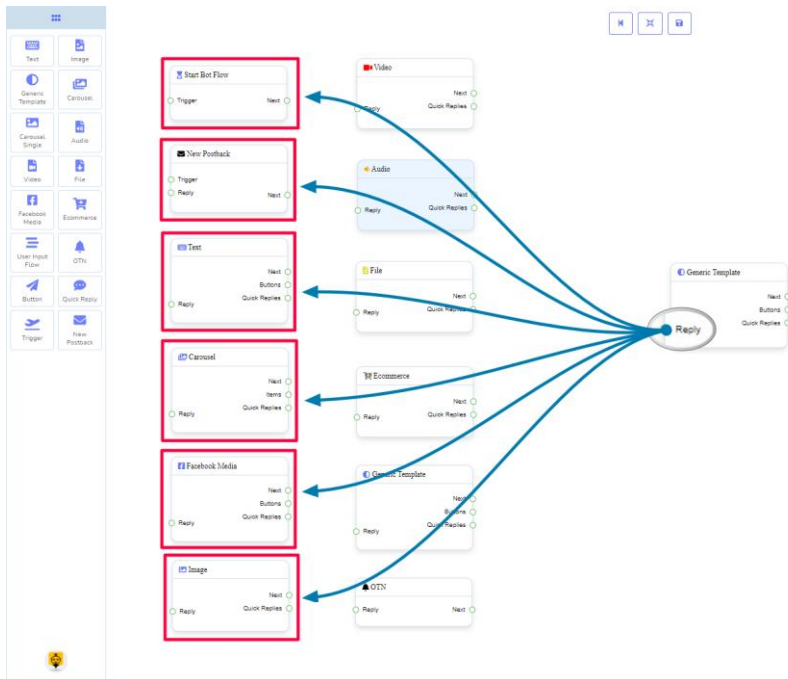 Text
Image
Generic
Template
Carousel
Carousel
Single
Audio
Video
File
Facebook
Media
Ecommerce
User Input
Flow
OTN
Button
Quick Reply
Trigger
New
Postback
Start Bot Flow
Trigger
Next
New Postback
Trigger
Reply
Next
Text
Next
Buttons
Quick Replies
Reply
Carousel
Next
Items
Quick Replies
Reply
Facebook Media
Next
Buttons
Quick Replies
Reply
Image
Next
Quick Replies
Reply
Video
Next
Quick Replies
Reply
Audio
Next
Quick Replies
Reply
File
Next
Quick Replies
Reply
Ecommerce
Next
Quick Replies
Reply
Generic Template
Next
Buttons
Quick Replies
Reply
OTN
Reply
Next
Generic Template
Next
Buttons
Quick Replies
Reply